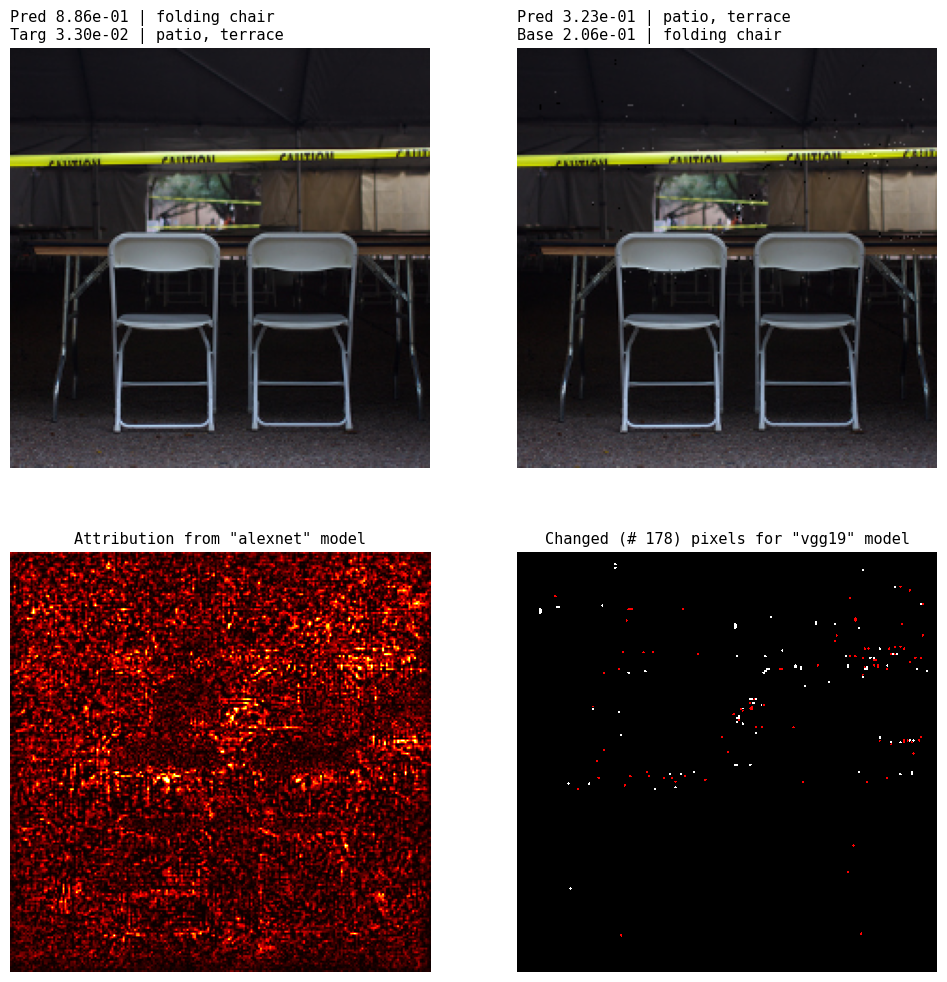 Pred 8.86e-01 | folding chair
Targ 3.30e-02 | patio, terrace
Pred 3.23e-01 | patio, terrace
Base 2.06e-01 | folding chair
CAUTION CAUTION CAUTION
CAUTION CAUTION CAUTION
Attribution from "alexnet" model
Changed (# 178) pixels for "vgg19" model